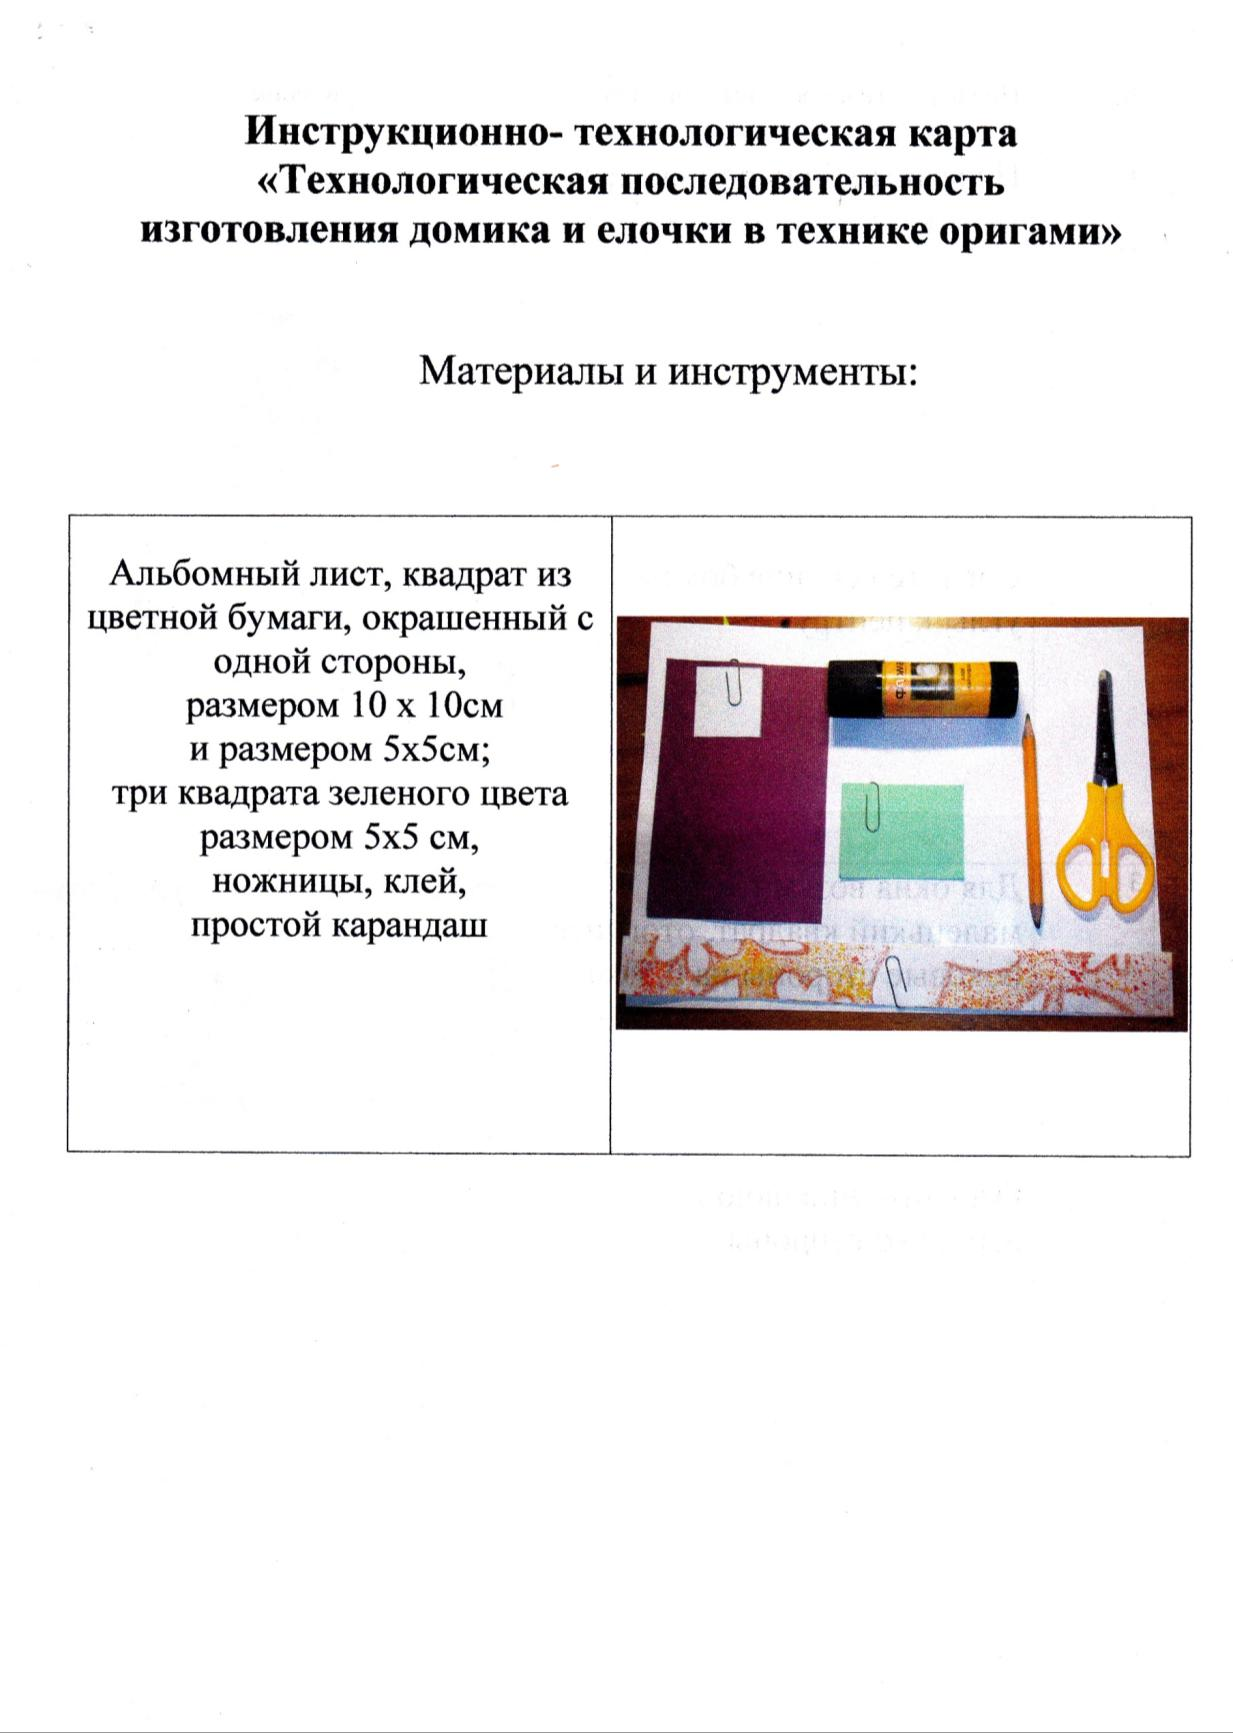 Инструкционно- технологическая карта
«Технологическая последовательность
изготовления домика и елочки в технике оригами»
Материалы и инструменты:
Альбомный лист, квадрат из
цветной бумаги, окрашенный с
одной стороны,
размером 10 х 10см
и размером 5х5см;
три квадрата зеленого цвета
размером 5х5 см,
ножницы, клей,
простой карандаш